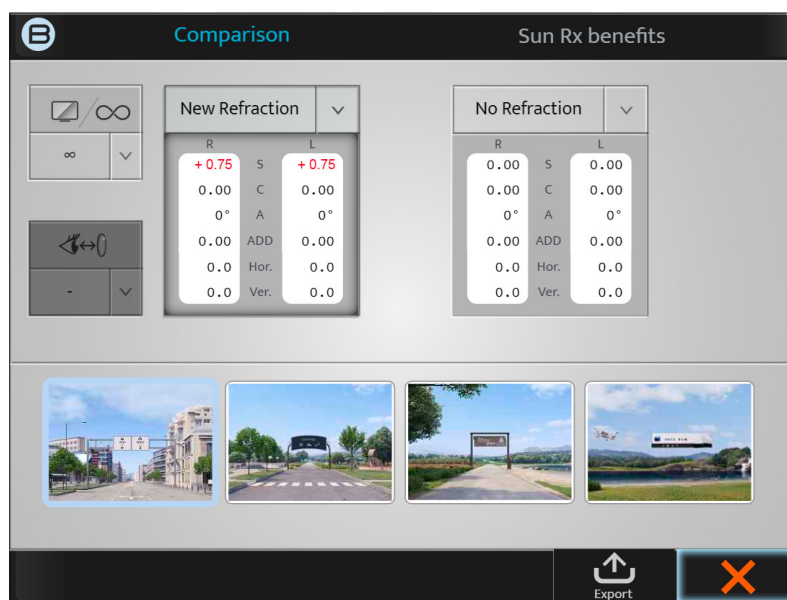 B Comparison Sun Rx benefits
/∞
∞
-
New Refraction
R L
+ 0.75 S + 0.75
0.00 C 0.00
0° A 0°
0.00 ADD 0.00
0.0 Hor. 0.0
0.0 Ver. 0.0
No Refraction
R L
0.00 S 0.00
0.00 C 0.00
0° A 0°
0.00 ADD 0.00
0.0 Hor. 0.0
0.0 Ver. 0.0
Export